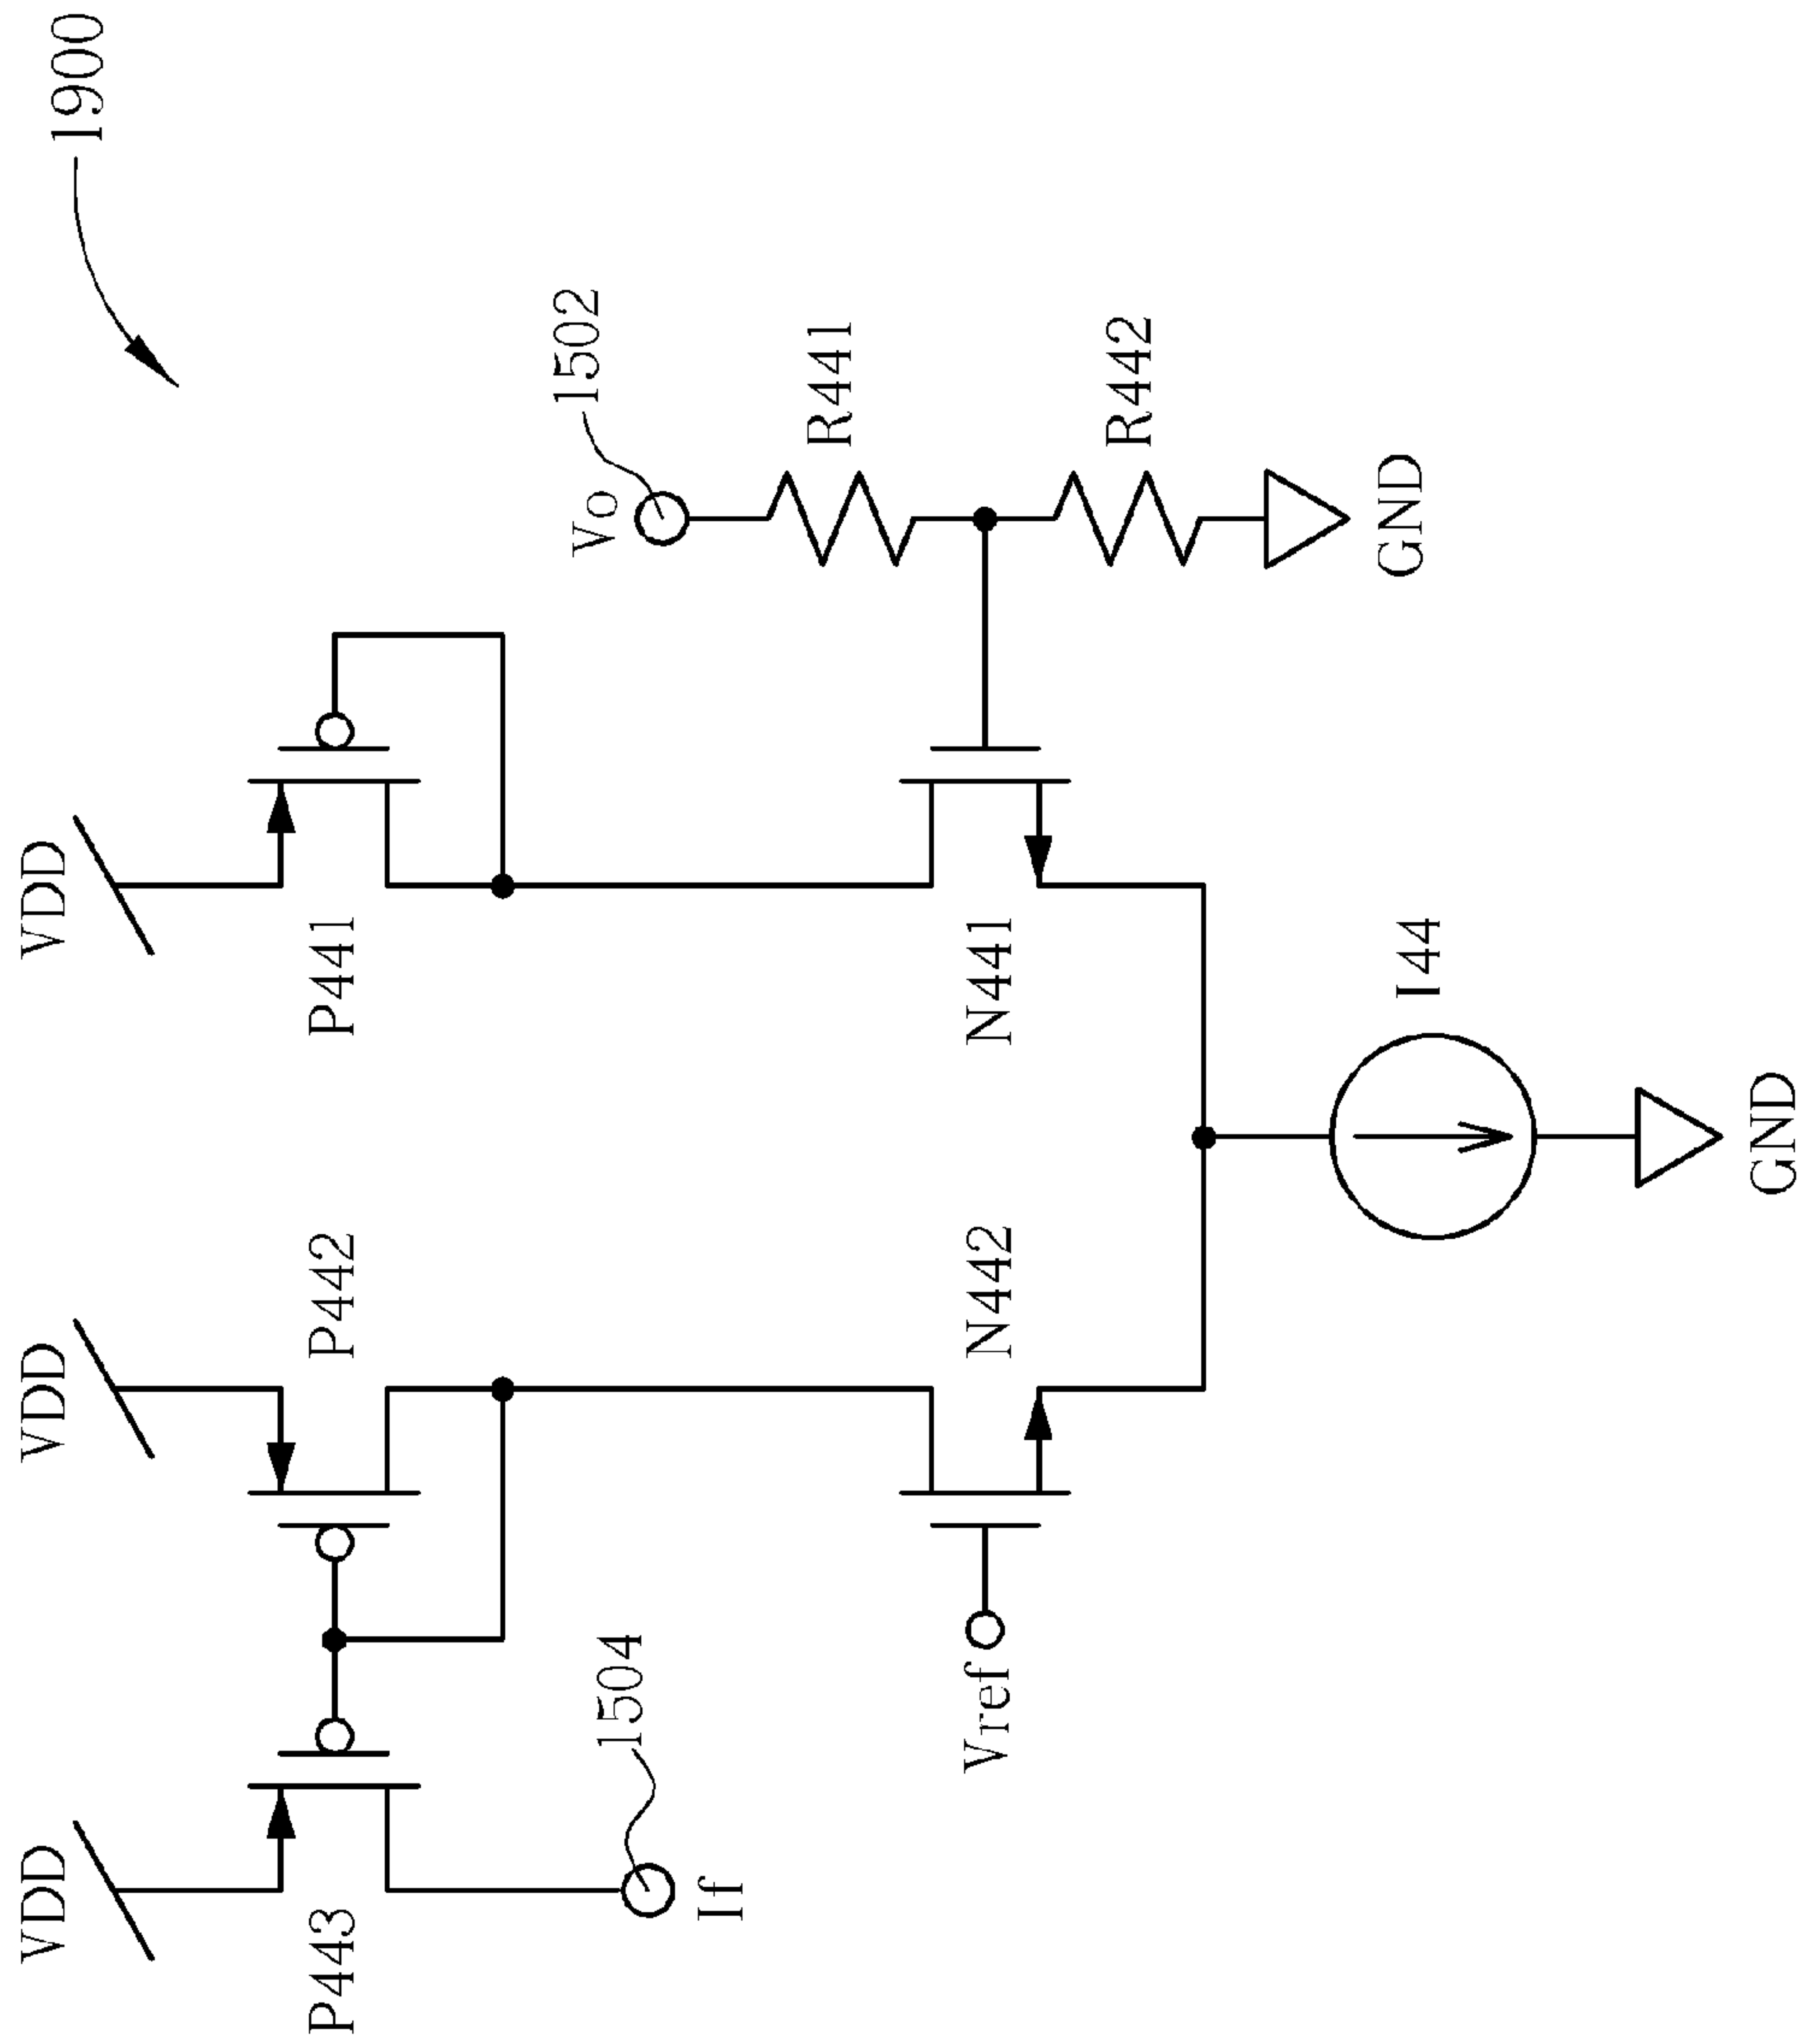 1900
VDD
VDD
VDD
P443
P442
P441
Vo
1502
1504
If
R441
Vref
N442
N441
R442
I44
GND
GND